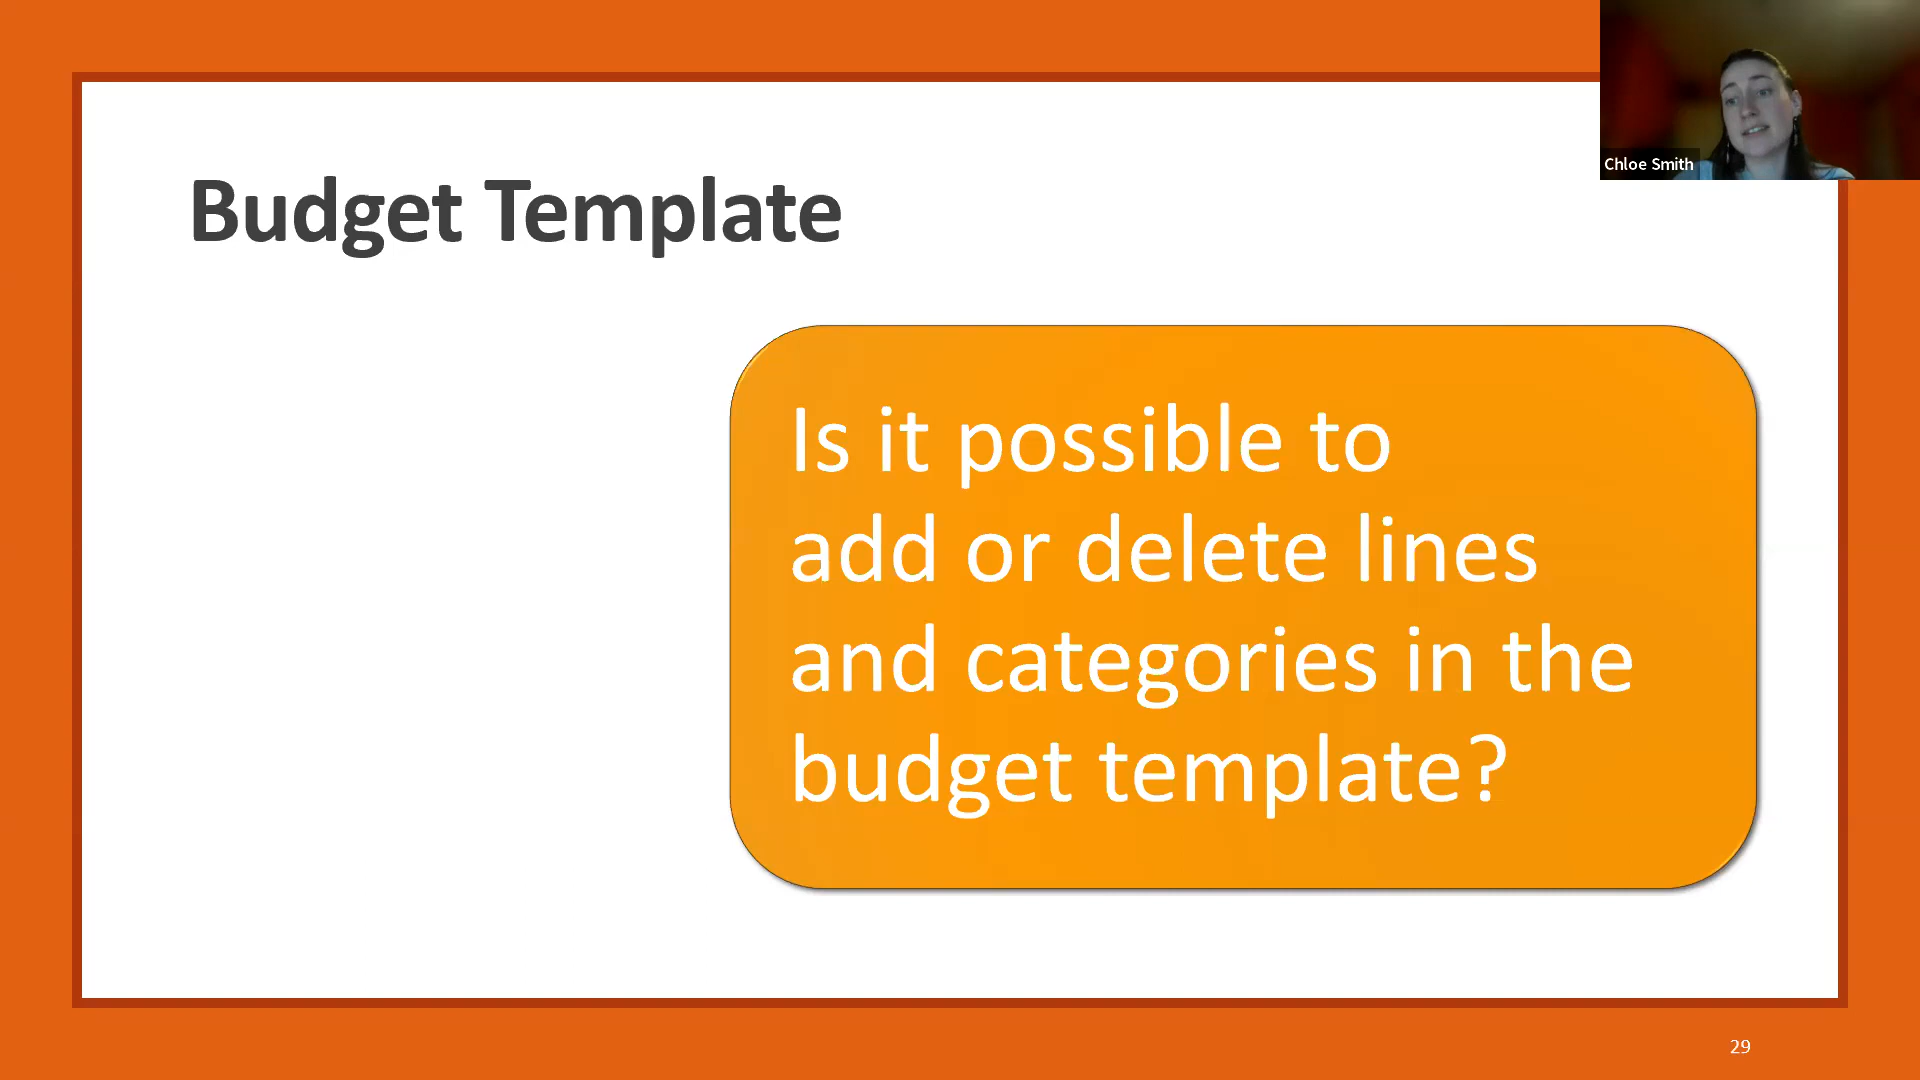 Chloe Smith
Budget Template
Is it possible to
add or delete lines
and categories in the
budget template?
29